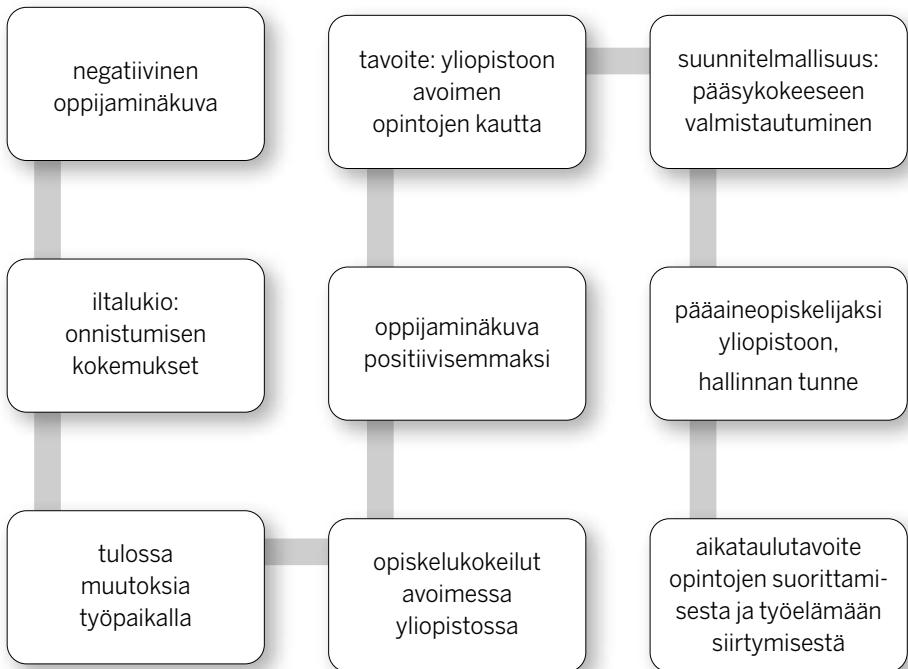 negatiivinen
oppijaminäkuva
iltalukio:
onnistumisen
kokemukset
tulossa
muutoksia
työpaikalla
opiskelukokeilut
avoimessa
yliopistossa
oppijaminäkuva
positiivisemmaksi
tavoite: yliopistoon
avoimen
opintojen kautta
suunnitelmallisuus:
pääsykokeeseen
valmistautuminen
pääaineopiskelijaksi
yliopistoon,
hallinnan tunne
aikataulutavoite
opintojen suorittami-
sesta ja työelämään
siirtymisestä